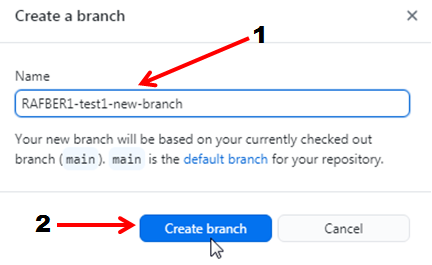 Create a branch
1
Name
RAFBER1-test1-new-branch
Your new branch will be based on your currently checked out
branch (main). main is the default branch for your repository.
2
Create branch
Cancel